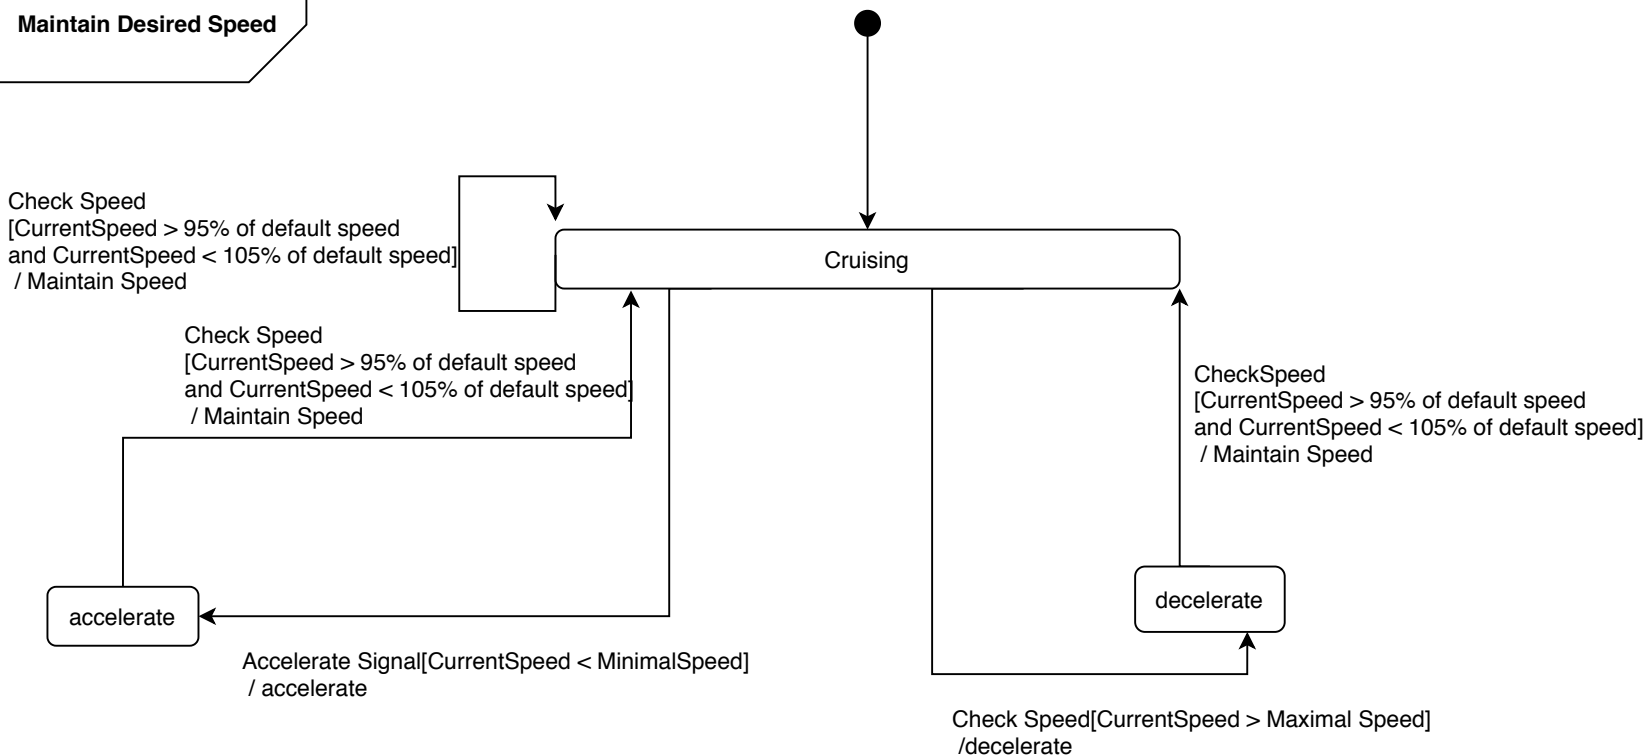 Maintain Desired Speed
Check Speed
[CurrentSpeed > 95% of default speed
and CurrentSpeed < 105% of default speed]
/ Maintain Speed
Cruising
Check Speed
[CurrentSpeed > 95% of default speed
and CurrentSpeed < 105% of default speed]
/ Maintain Speed
CheckSpeed
[CurrentSpeed > 95% of default speed
and CurrentSpeed < 105% of default speed]
/ Maintain Speed
accelerate
decelerate
Accelerate Signal[CurrentSpeed < MinimalSpeed]
/ accelerate
Check Speed[CurrentSpeed > Maximal Speed]
/decelerate